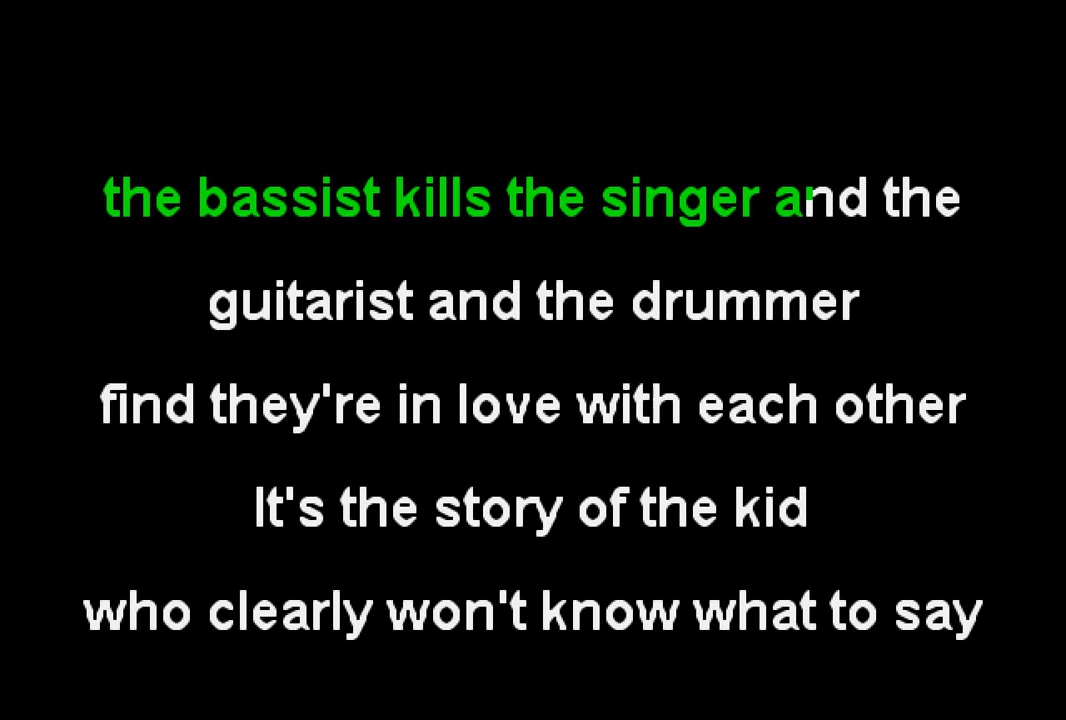 the bassist kills the singer and the
guitarist and the drummer
find they're in love with each other
It's the story of the kid
who clearly won't know what to say